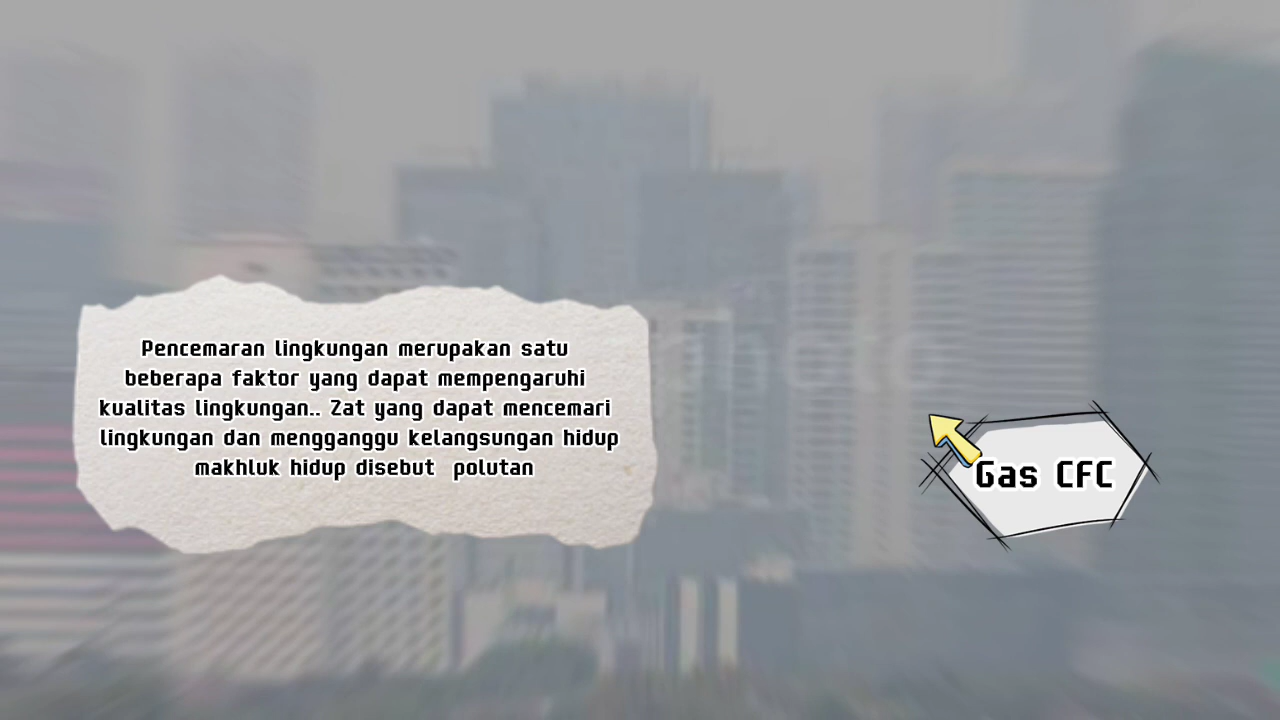 Pencemaran lingkungan merupakan satu
beberapa faktor yang dapat mempengaruhi
kualitas lingkungan.. Zat yang dapat mencemari
lingkungan dan mengganggu kelangsungan hidup
makhluk hidup disebut  polutan
Gas CFC